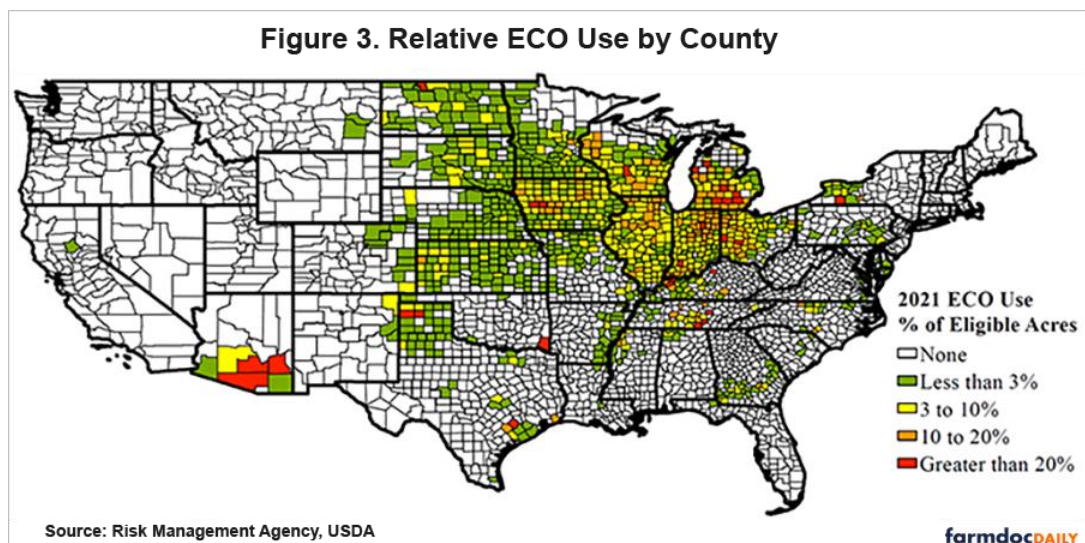 Figure 3. Relative ECO Use by County
2021 ECO Use
% of Eligible Acres
None
Less than 3%
3 to 10%
10 to 20%
Greater than 20%
Source: Risk Management Agency, USDA
farmdocDAILY